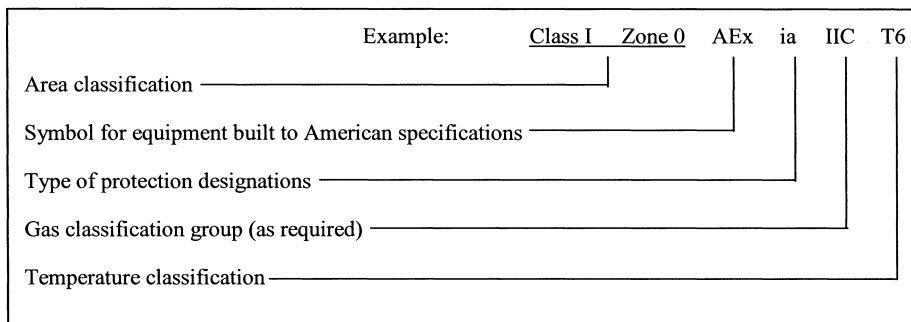 Example: Class I Zone 0 AEx ia IIC T6
Area classification
Symbol for equipment built to American specifications
Type of protection designations
Gas classification group (as required)
Temperature classification